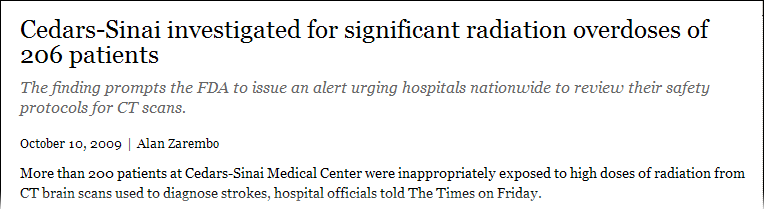 Cedars-Sinai investigated for significant radiation overdoses of
206 patients
The finding prompts the FDA to issue an alert urging hospitals nationwide to review their safety
protocols for CT scans.
October 10, 2009 | Alan Zarembo
More than 200 patients at Cedars-Sinai Medical Center were inappropriately exposed to high doses of radiation from
CT brain scans used to diagnose strokes, hospital officials told The Times on Friday.